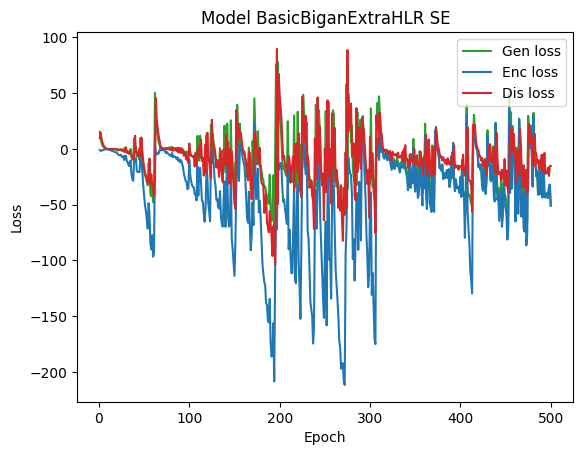 Model BasicBiganExtraHLR SE
Gen loss
Enc loss
Dis loss
100
50
0
−50
−100
−150
−200
Loss
0
100
200
300
400
500
Epoch